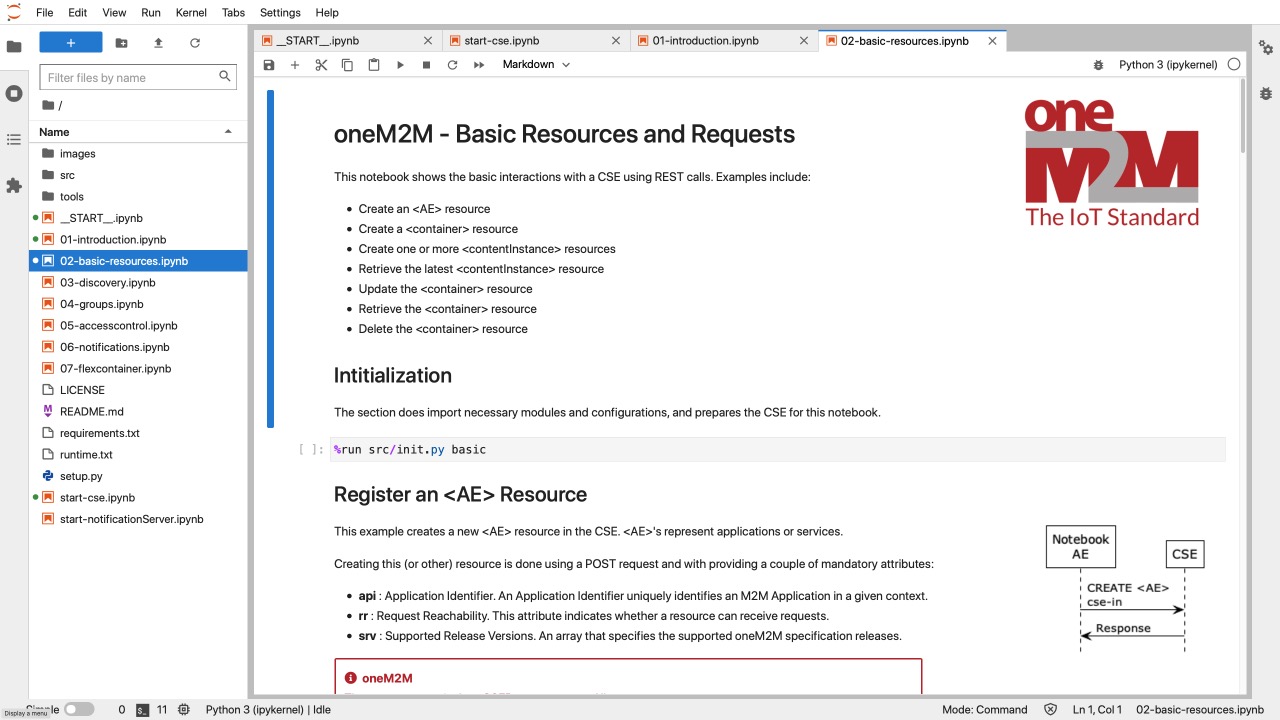 File Edit View Run Kernel Tabs Settings Help
__START__.ipynb start-cse.ipynb 01-introduction.ipynb 02-basic-resources.ipynb
Markdown Python 3 (ipykernel)
Filter files by name
/
Name
images
src
tools
__START__.ipynb
01-introduction.ipynb
02-basic-resources.ipynb
03-discovery.ipynb
04-groups.ipynb
05-accesscontrol.ipynb
06-notifications.ipynb
07-flexcontainer.ipynb
LICENSE
README.md
requirements.txt
runtime.txt
setup.py
start-cse.ipynb
start-notificationServer.ipynb
oneM2M - Basic Resources and Requests
one
M2M
The IoT Standard
This notebook shows the basic interactions with a CSE using REST calls. Examples include:
• Create an <AE> resource
• Create a <container> resource
• Create one or more <contentInstance> resources
• Retrieve the latest <contentInstance> resource
• Update the <container> resource
• Retrieve the <container> resource
• Delete the <container> resource
Intitialization
The section does import necessary modules and configurations, and prepares the CSE for this notebook.
[ ]: %run src/init.py basic
Register an <AE> Resource
This example creates a new <AE> resource in the CSE. <AE>'s represent applications or services.
Creating this (or other) resource is done using a POST request and with providing a couple of mandatory attributes:
• api : Application Identifier. An Application Identifier uniquely identifies an M2M Application in a given context.
• rr : Request Reachability. This attribute indicates whether a resource can receive requests.
• srv : Supported Release Versions. An array that specifies the supported oneM2M specification releases.
Notebook
AE
CSE
CREATE <AE>
cse-in
Response
oneM2M
Display a menu
0 11 Python 3 (ipykernel) | Idle Mode: Command Ln 1, Col 1 02-basic-resources.ipynb